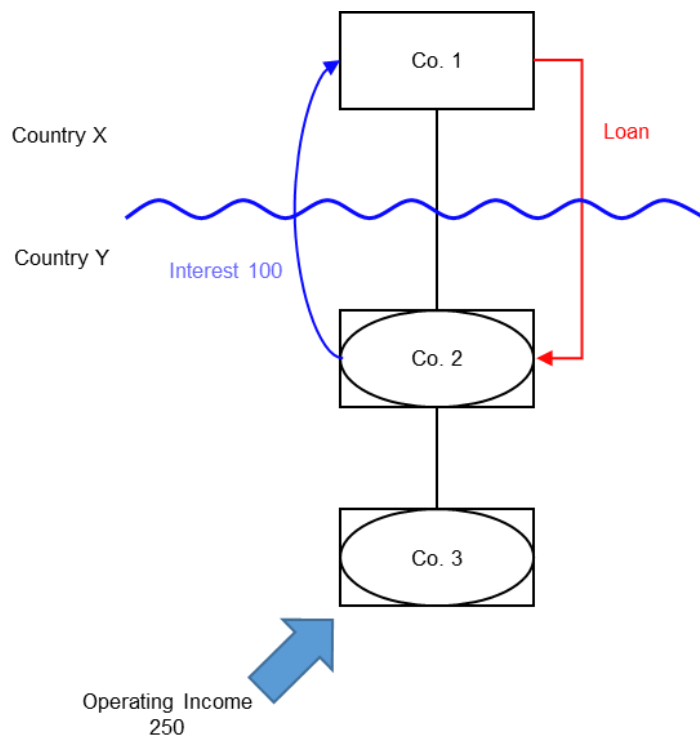 Co. 1
Country X
Loan
Country Y
Interest 100
Co. 2
Co. 3
Operating Income
250